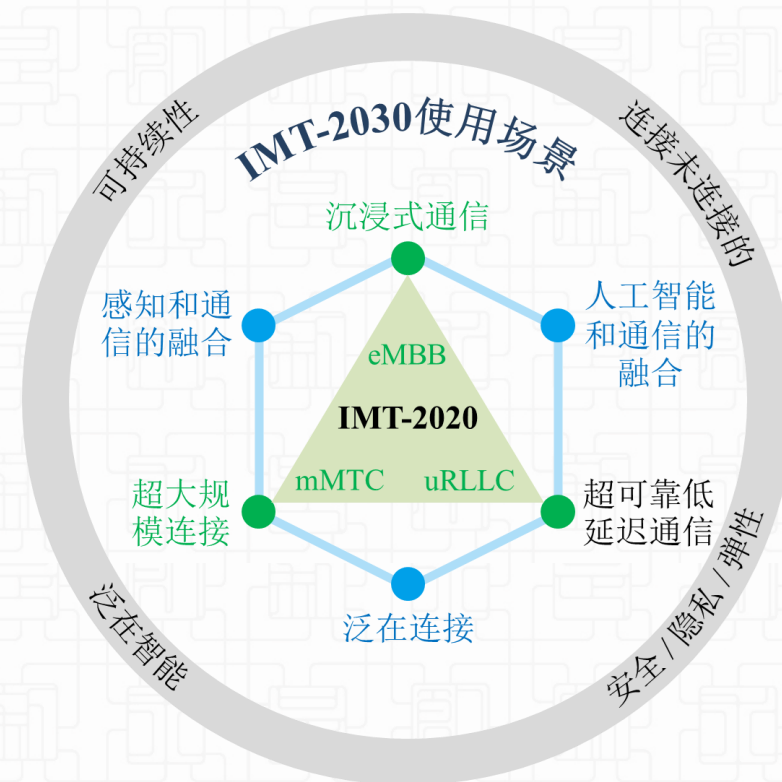 IMT-2030使用场景
可持续性
连接未连接的
沉浸式通信
感知和通
信的融合
人工智能
和通信的
融合
eMBB
IMT-2020
mMTC
uRLLC
超大规
模连接
超可靠低
延迟通信
泛在连接
泛在智能
安全/隐私/弹性